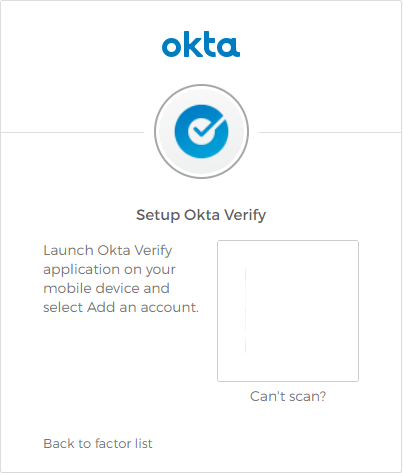 okta
Setup Okta Verify
Launch Okta Verify
application on your
mobile device and
select Add an account.
Can't scan?
Back to factor list